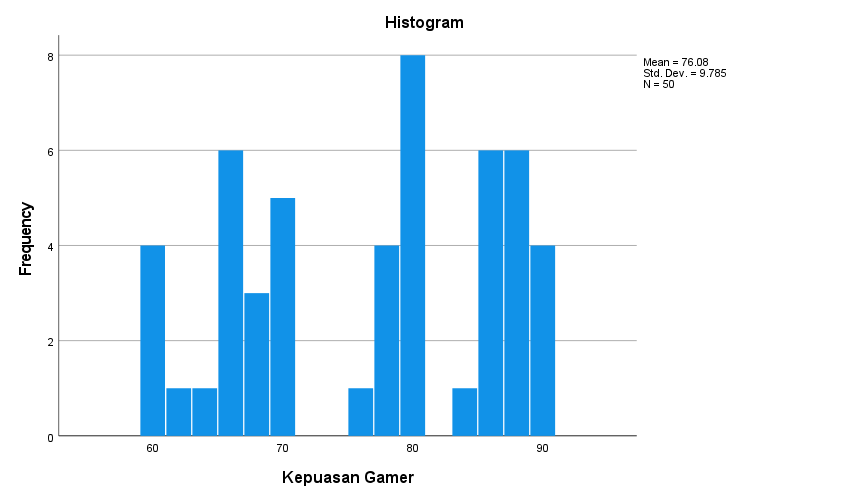 Histogram
Mean = 76.08
Std. Dev. = 9.785
N = 50
Frequency
8
6
4
2
0
60 70 80 90
Kepuasan Gamer